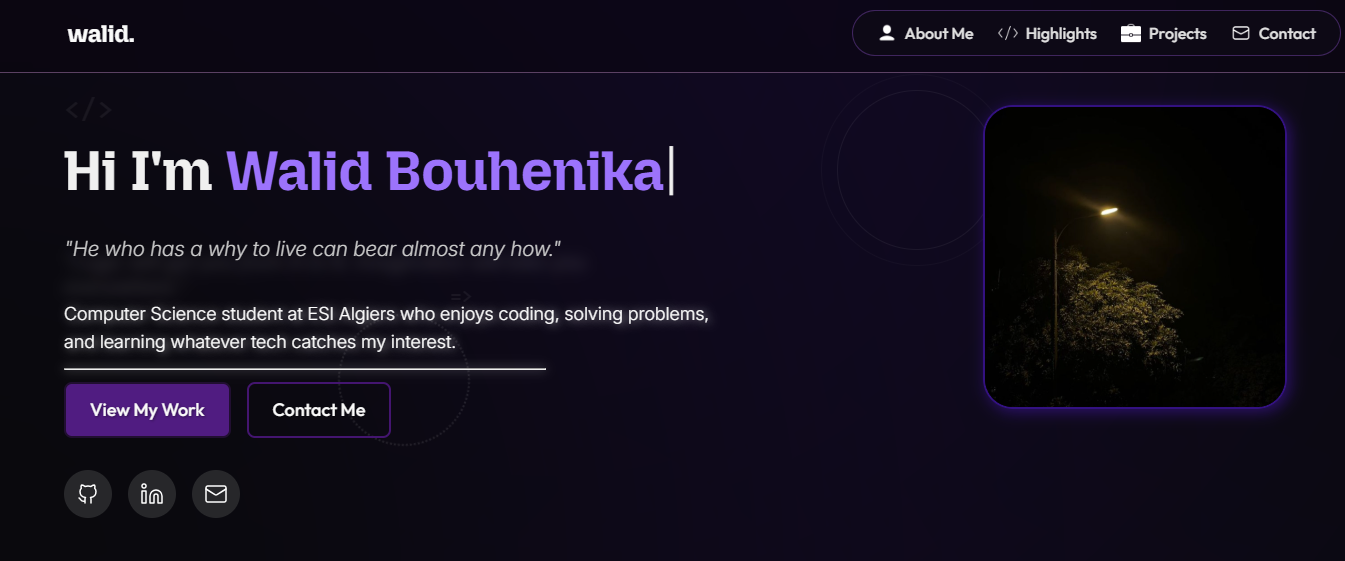 walid.
About Me </> Highlights Projects Contact
</>
Hi I'm Walid Bouhenika|
"He who has a why to live can bear almost any how."
=>
Computer Science student at ESI Algiers who enjoys coding, solving problems,
and learning whatever tech catches my interest.
View My Work Contact Me
in